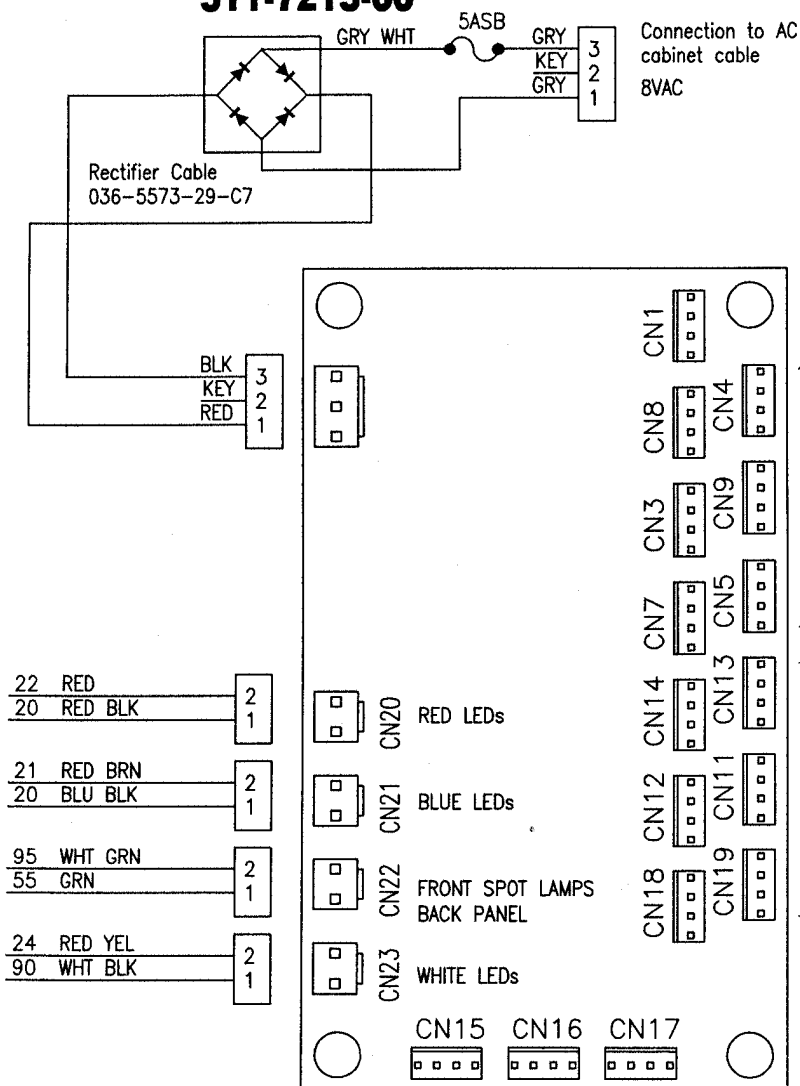 GRY WHT
5ASB
GRY 3
KEY 2
GRY 1
Connection to AC
cabinet cable
8VAC
Rectifier Cable
036-5573-29-C7
BLK 3
KEY 2
RED 1
CN1
CN4
CN8
CN9
CN3
CN5
CN7
CN13
CN14
CN11
CN12
CN19
CN18
22 RED 2
20 RED BLK 1
CN20 RED LEDs
21 RED BRN 2
20 BLU BLK 1
CN21 BLUE LEDs
95 WHT GRN 2
55 GRN 1
CN22 FRONT SPOT LAMPS
BACK PANEL
24 RED YEL 2
90 WHT BLK 1
CN23 WHITE LEDs
CN15 CN16 CN17